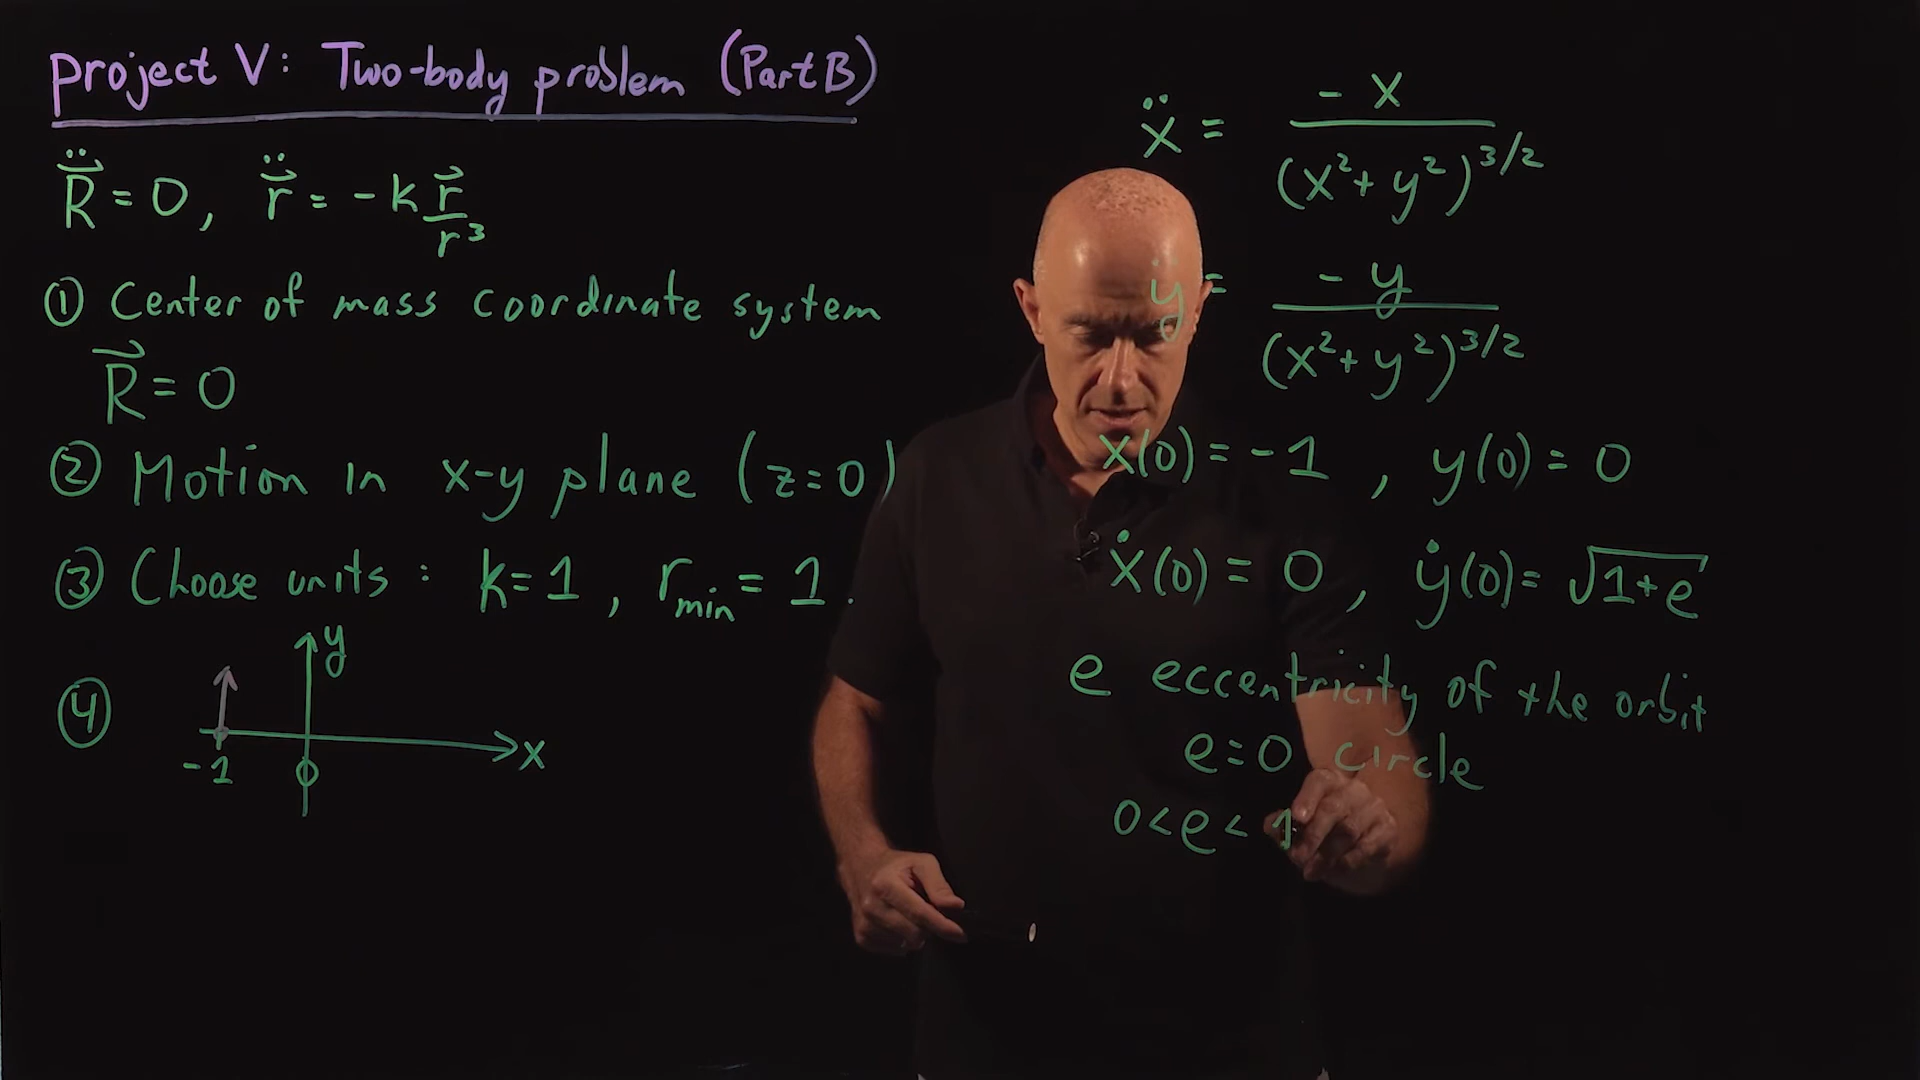 project V: Two-body problem (Part B)
R̈⃗ = 0, r̈⃗ = -k r⃗/r³
① Center of mass coordinate system
R⃗ = 0
② Motion in x-y plane (z=0)
③ Choose units: k=1, r_min = 1.
④
y
x
-1 0
ẍ = -x/(x²+y²)^3/2
ÿ = -y/(x²+y²)^3/2
x(0) = -1, y(0) = 0
ẋ(0) = 0, ẏ(0) = √1+e
e eccentricity of the orbit
e=0 circle
0<e<1